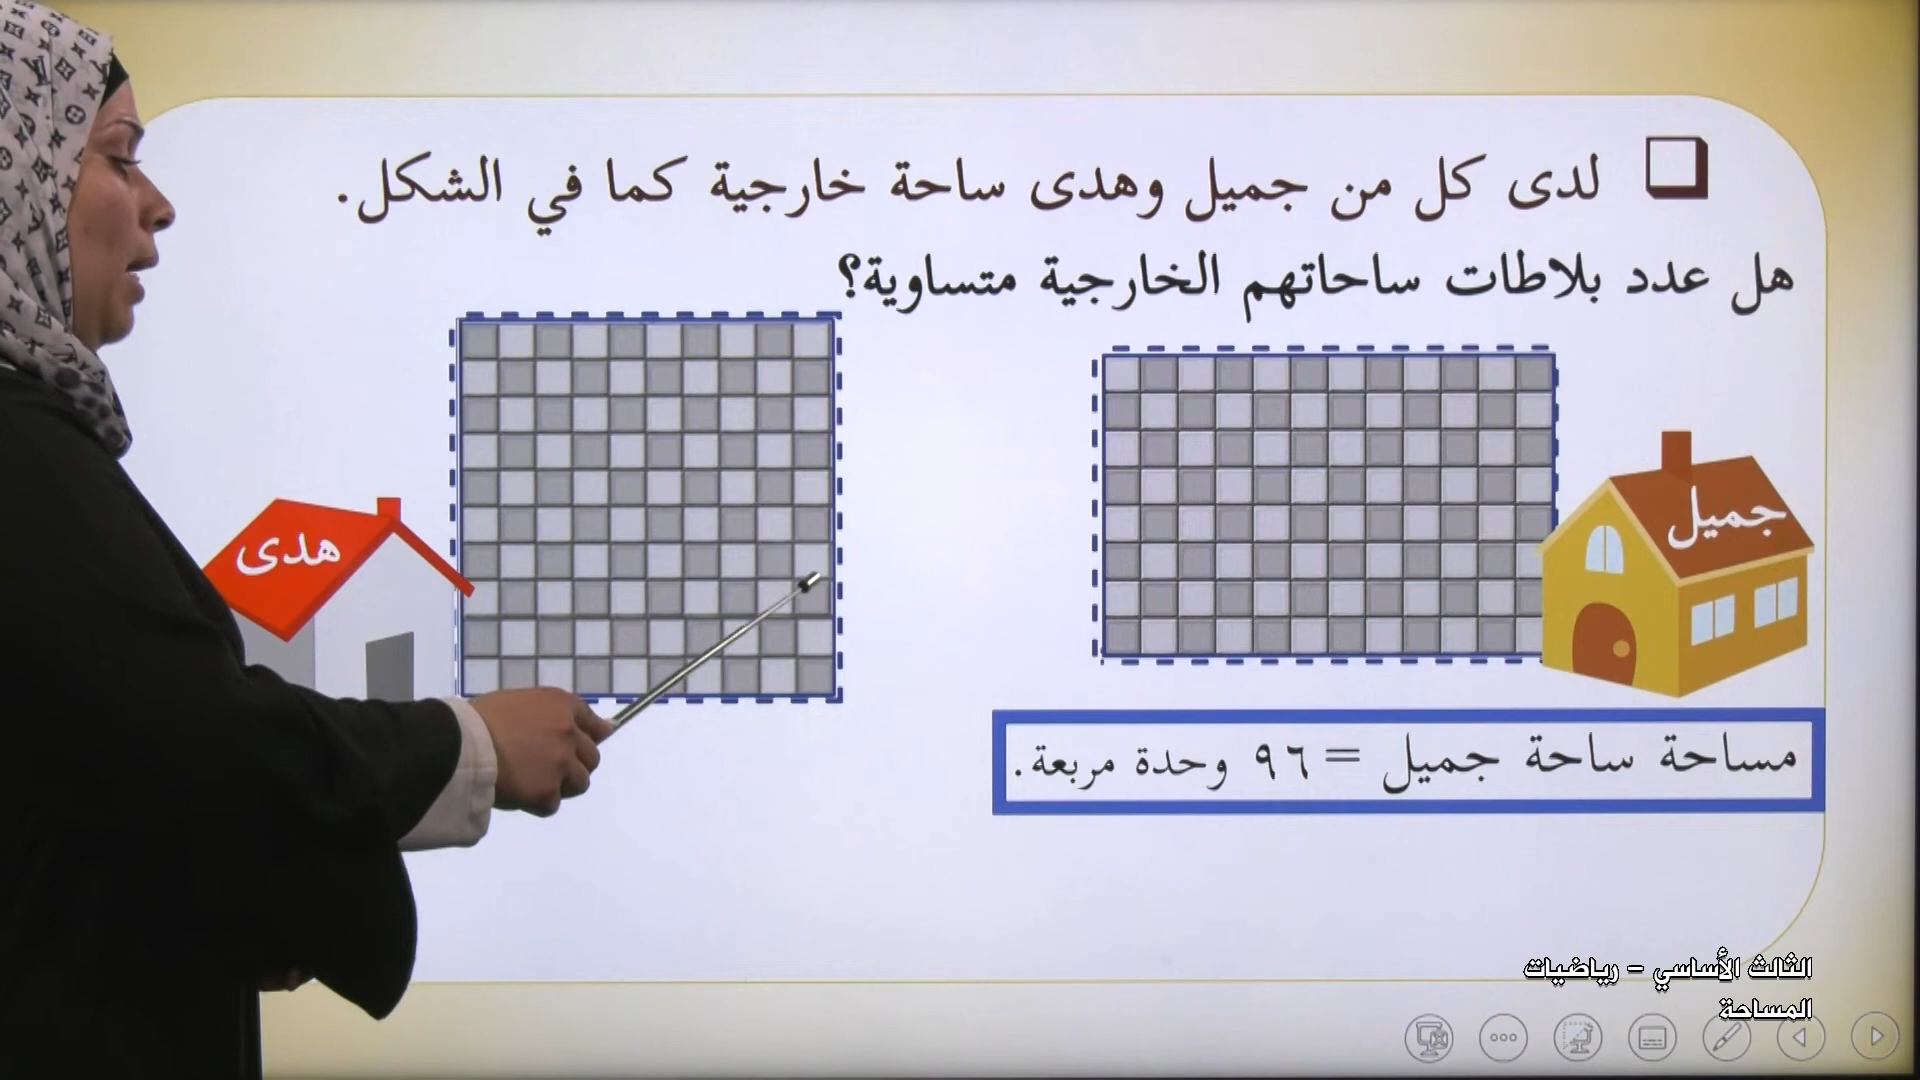 لدى كل من جميل وهدى ساحة خارجية كما في الشكل.
هل عدد بلاطات ساحاتهم الخارجية متساوية؟
جميل
هدى
مساحة ساحة جميل = ٩٦ وحدة مربعة.
الثالث الأساسي - رياضيات
المساحة